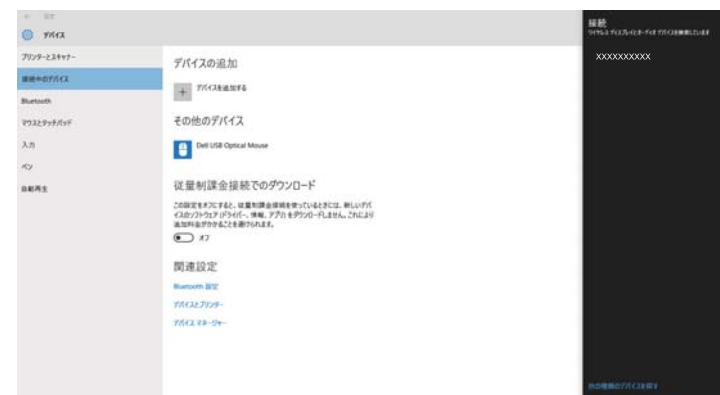 ← 設定
デバイス
プリンターとスキャナー
接続中のデバイス
Bluetooth
マウスとタッチパッド
入力
ペン
自動再生
デバイスの追加
デバイスを追加する
その他のデバイス
Dell USB Optical Mouse
従量制課金接続でのダウンロード
この設定をオフにすると、従量制課金接続を使っているときには、新しいデバ
イスのソフトウェア (ドライバー、情報、アプリ) をダウンロードしません。これにより
追加料金がかかることを避けられます。
オフ
関連設定
Bluetooth 設定
デバイスとプリンター
デバイス マネージャー
接続
ワイヤレス ディスプレイとオーディオ デバイスを検索しています
XXXXXXXXXX
他の種類のデバイスを探す